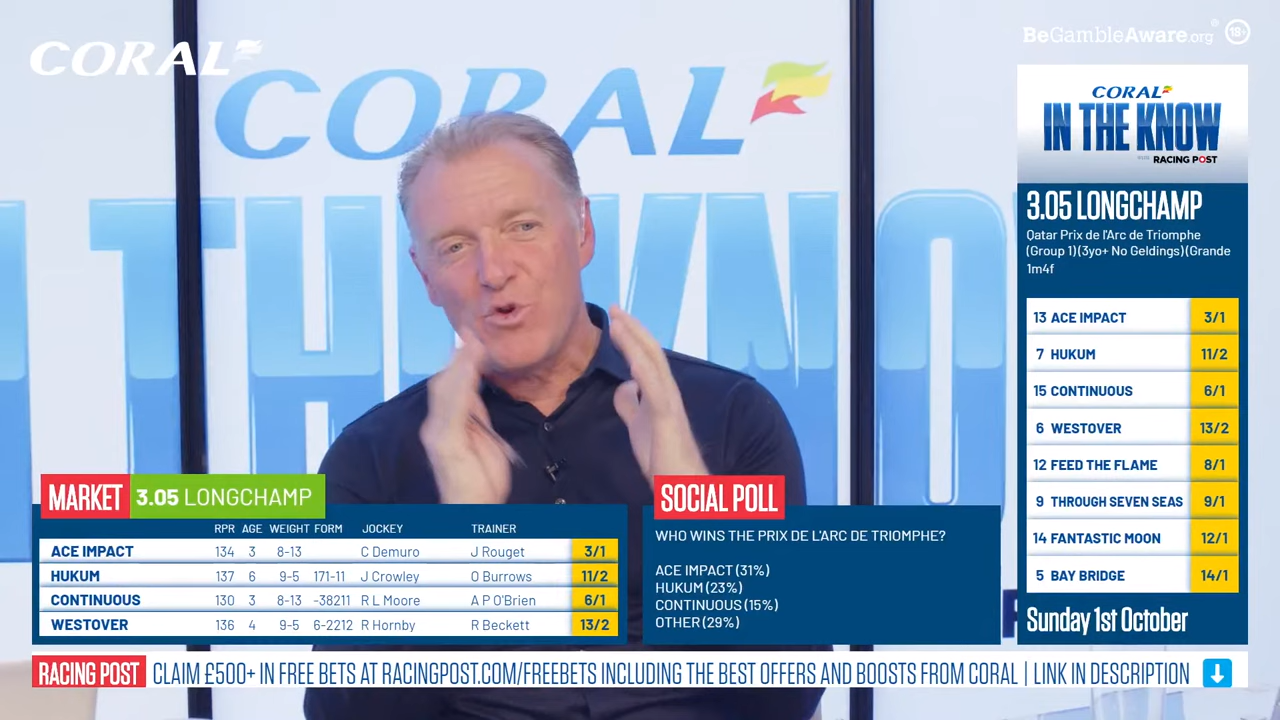 CORAL
BeGambleAware.org® 18+
CORAL
THE KNO
CORAL
IN THE KNOW
WITH RACING POST
3.05 LONGCHAMP
Qatar Prix de l'Arc de Triomphe
(Group 1)(3yo+ No Geldings)(Grande
1m4f
13 ACE IMPACT 3/1
7 HUKUM 11/2
15 CONTINUOUS 6/1
6 WESTOVER 13/2
12 FEED THE FLAME 8/1
9 THROUGH SEVEN SEAS 9/1
14 FANTASTIC MOON 12/1
5 BAY BRIDGE 14/1
Sunday 1st October
MARKET 3.05 LONGCHAMP
RPR AGE WEIGHT FORM JOCKEY TRAINER
ACE IMPACT 134 3 8-13 C Demuro J Rouget 3/1
HUKUM 137 6 9-5 171-11 J Crowley O Burrows 11/2
CONTINUOUS 130 3 8-13 -38211 R L Moore A P O'Brien 6/1
WESTOVER 136 4 9-5 6-2212 R Hornby R Beckett 13/2
SOCIAL POLL
WHO WINS THE PRIX DE L'ARC DE TRIOMPHE?
ACE IMPACT (31%)
HUKUM (23%)
CONTINUOUS (15%)
OTHER (29%)
RACING POST CLAIM £500+ IN FREE BETS AT RACINGPOST.COM/FREEBETS INCLUDING THE BEST OFFERS AND BOOSTS FROM CORAL | LINK IN DESCRIPTION